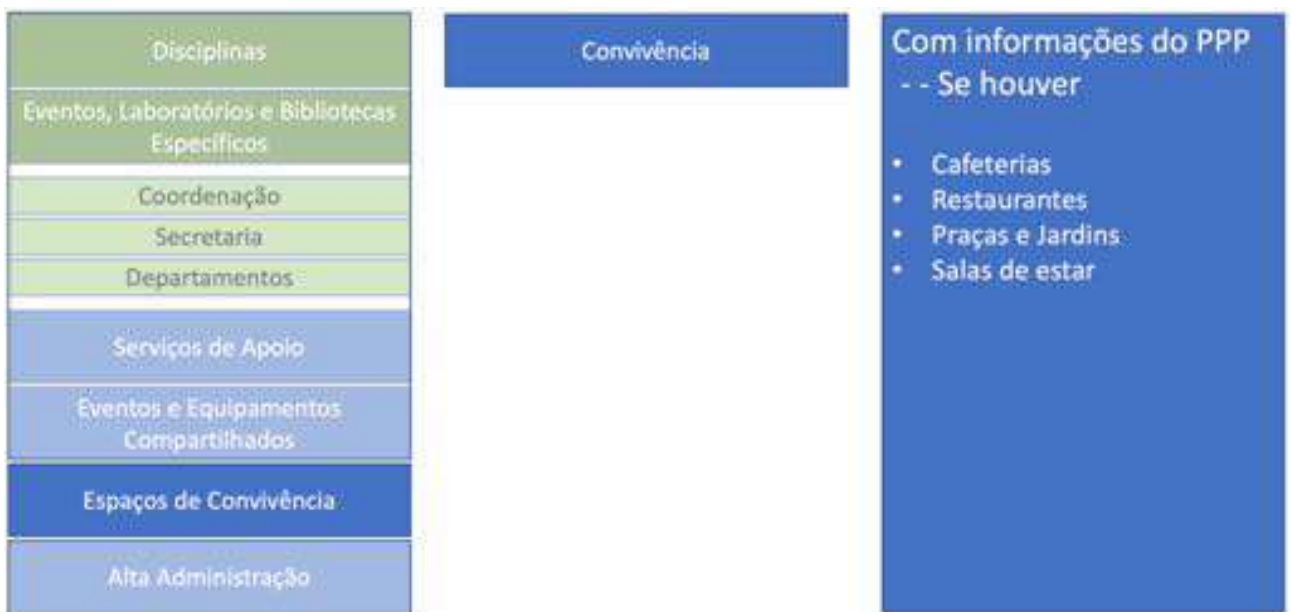 Disciplinas
Eventos, Laboratórios e Bibliotecas
Específicos
Coordenação
Secretaria
Departamentos
Serviços de Apoio
Eventos e Equipamentos
Compartilhados
Espaços de Convivência
Alta Administração
Convivência
Com informações do PPP
- - Se houver
• Cafeterias
• Restaurantes
• Praças e Jardins
• Salas de estar